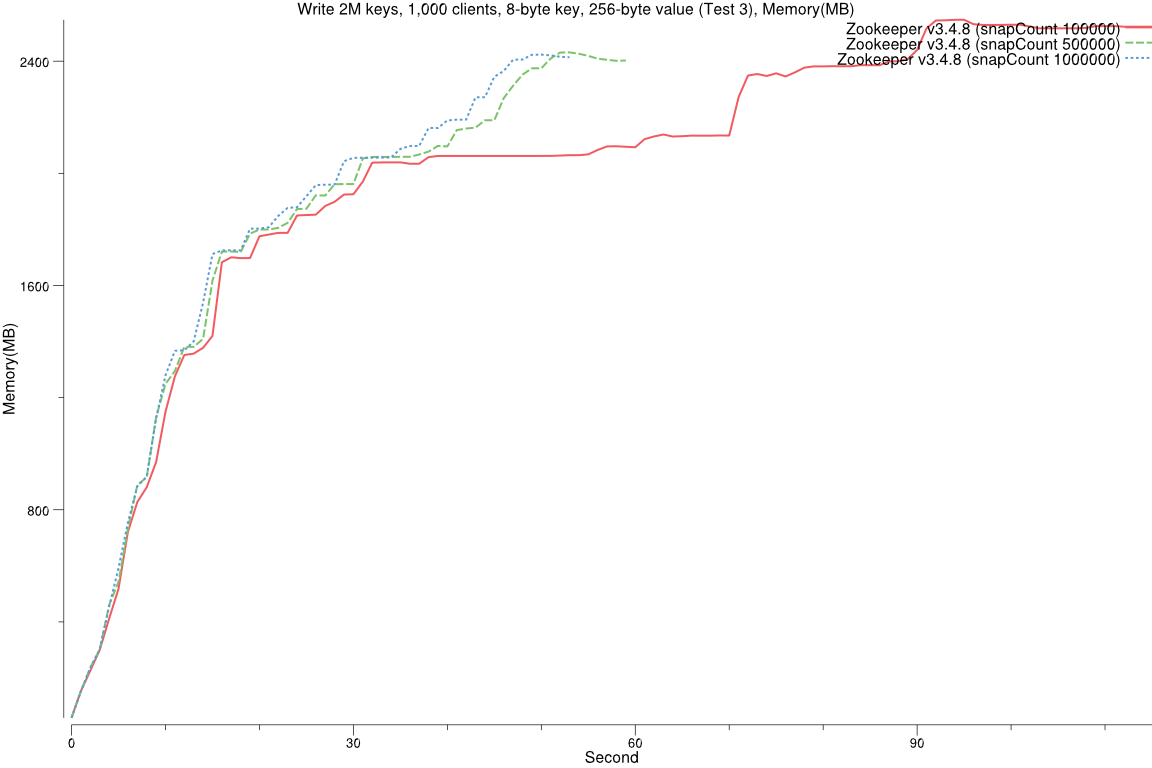 Write 2M keys, 1,000 clients, 8-byte key, 256-byte value (Test 3), Memory(MB)
Zookeeper v3.4.8 (snapCount 100000)
Zookeeper v3.4.8 (snapCount 500000)
Zookeeper v3.4.8 (snapCount 1000000)
2400
1600
800
Memory(MB)
0
30
60
90
Second